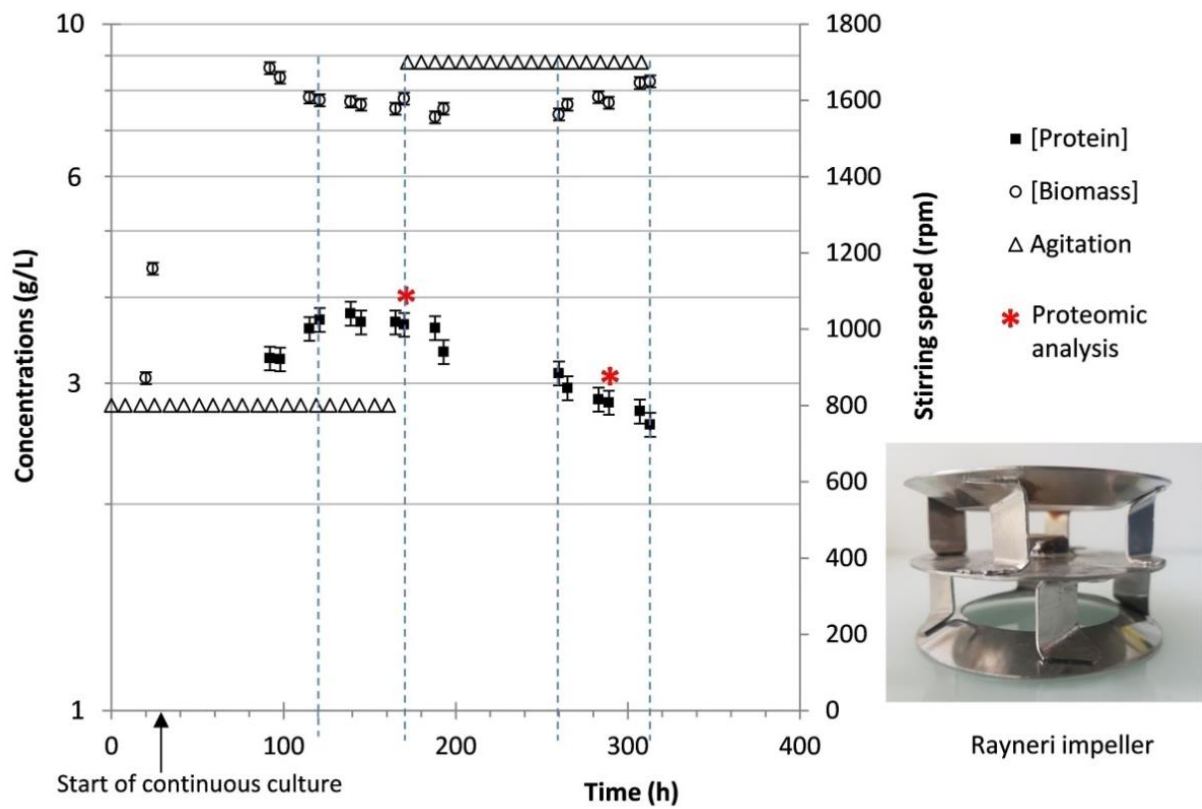 10
6
3
1
Concentrations (g/L)
0
100
200
300
400
Time (h)
Start of continuous culture
1800
1600
1400
1200
1000
800
600
400
200
0
Stirring speed (rpm)
[Protein]
[Biomass]
Agitation
Proteomic
analysis
Rayneri impeller